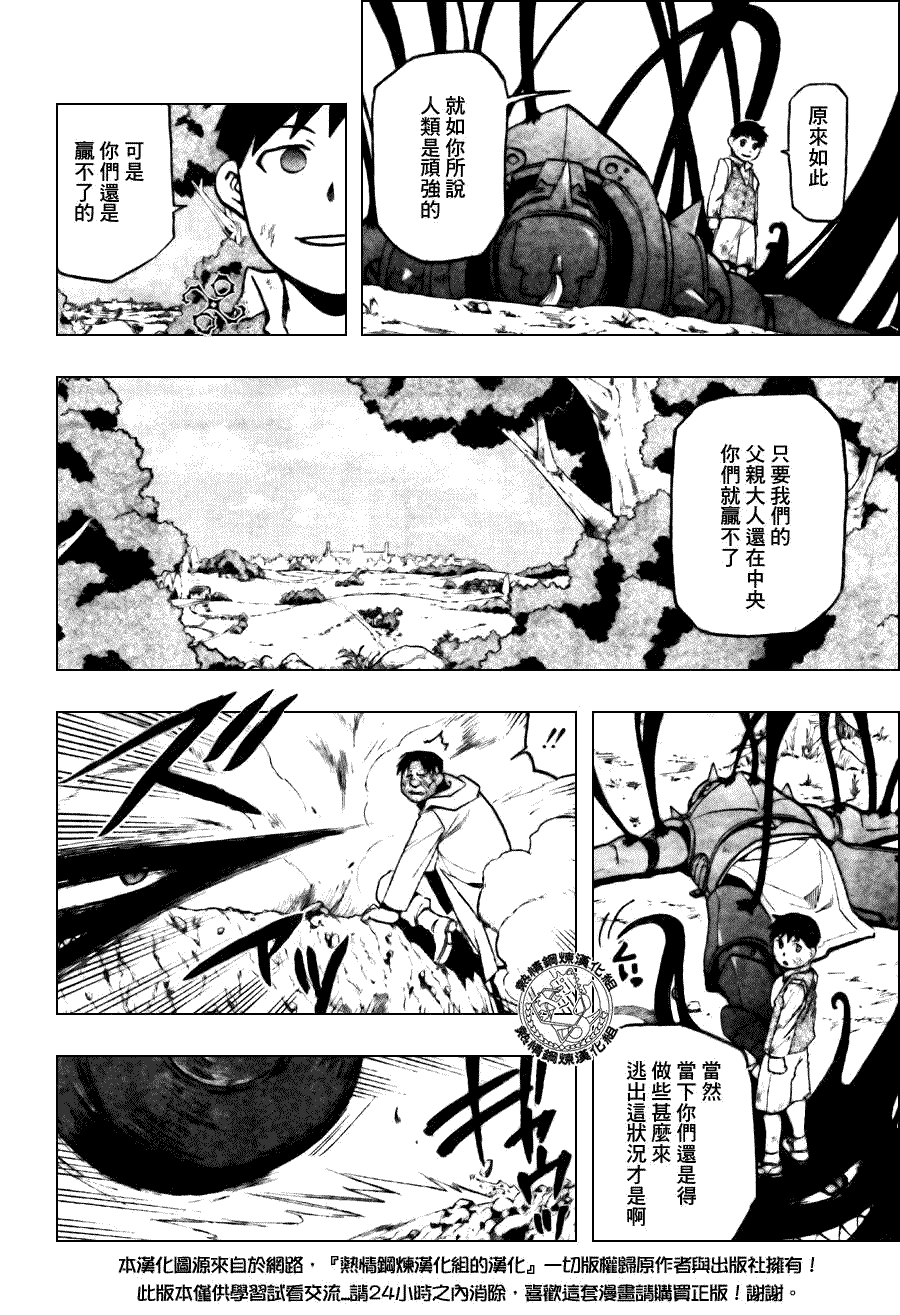 原來如此
就如你所說
人類是頑強的
可是
你們還是
贏不了的
只要我們的
父親大人還在中央
你們就贏不了
當然
當下你們還是得
做些甚麼來
逃出這狀況才是啊
!!
熱情鋼煉漢化組
熱情鋼煉漢化組
本漢化圖源來自於網路，『熱情鋼煉漢化組的漢化』一切版權歸原作者與出版社擁有！
此版本僅供學習試看交流...請24小時之內消除，喜歡這套漫畫請購買正版！謝謝。